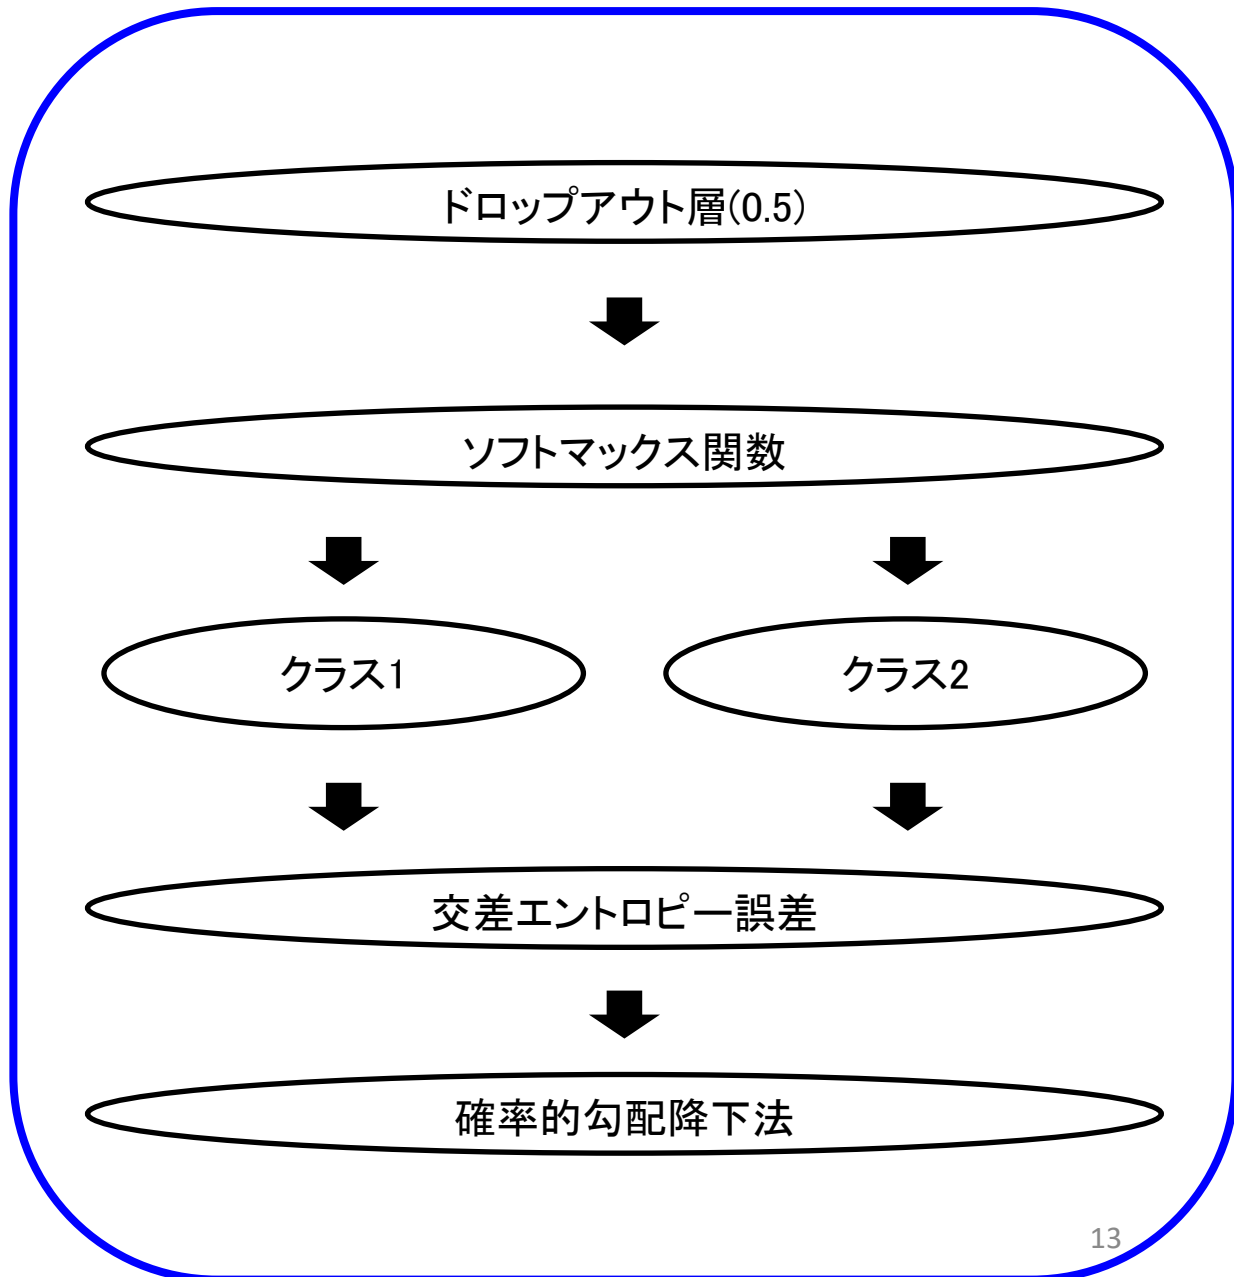 ドロップアウト層(0.5)
ソフトマックス関数
クラス1
クラス2
交差エントロピー誤差
確率的勾配降下法
13